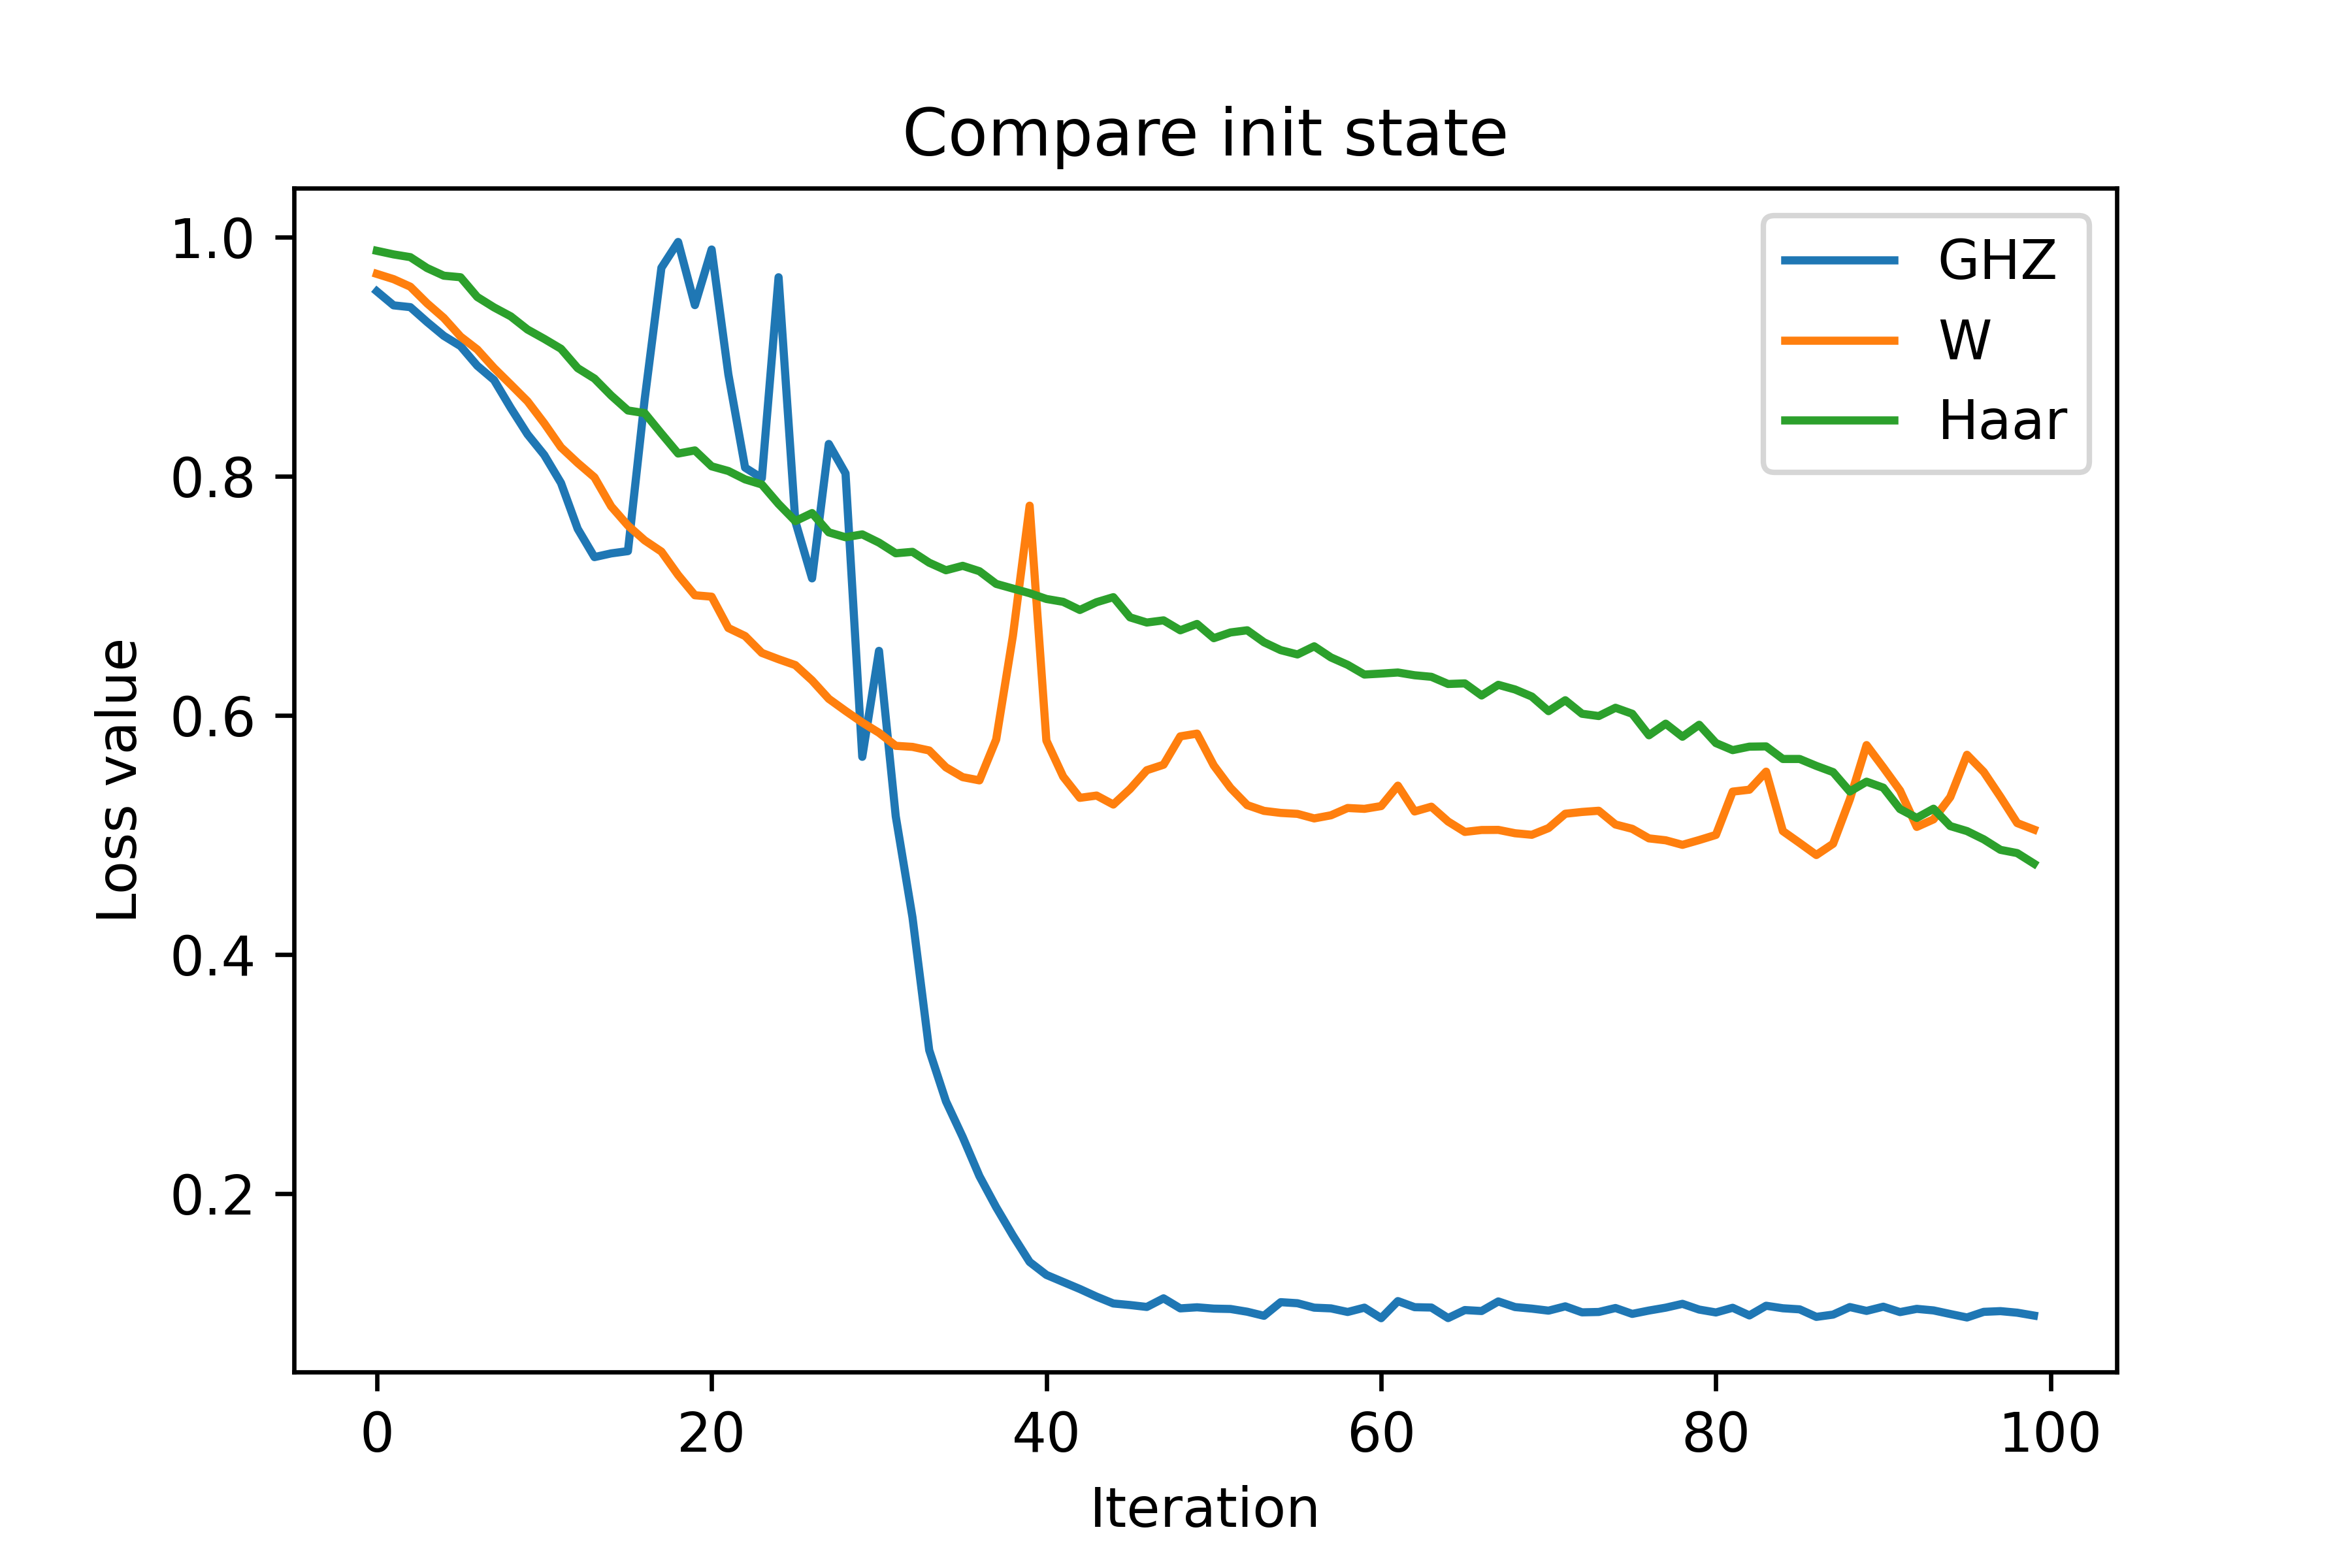 Compare init state
GHZ
W
Haar
1.0
0.8
0.6
0.4
0.2
Loss value
0 20 40 60 80 100
Iteration